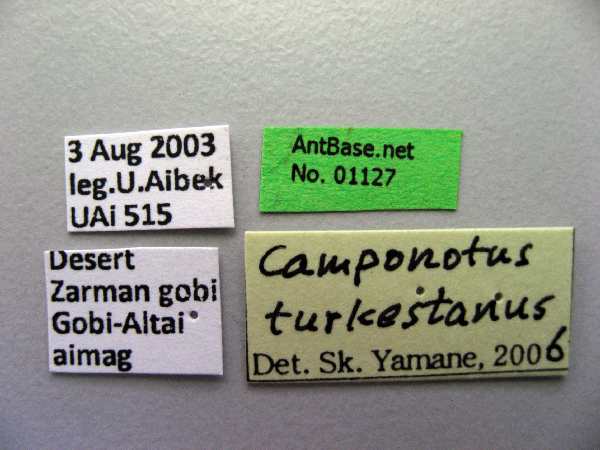 3 Aug 2003
leg.U.Aibek
UAi 515
AntBase.net
No. 01127
Desert
Zarman gobi
Gobi-Altai
aimag
Camponotus
turkestanus
Det. Sk. Yamane, 2006